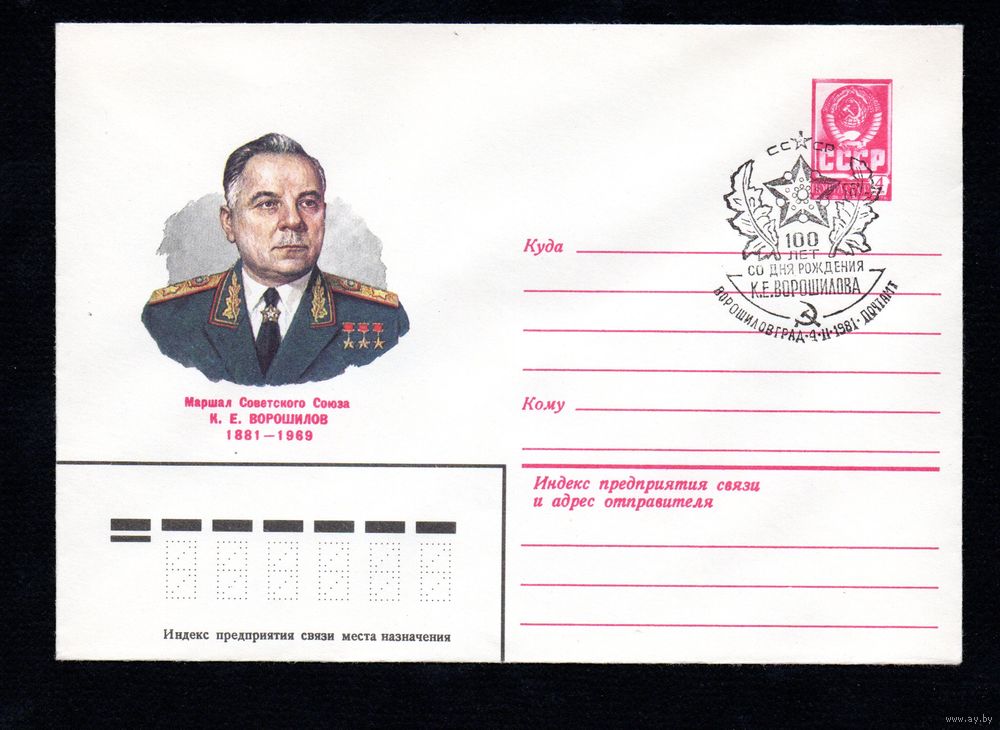 Маршал Советского Союза
К. Е. ВОРОШИЛОВ
1881—1969
СССР
СССР
100
ЛЕТ
СО ДНЯ РОЖДЕНИЯ
К.Е.ВОРОШИЛОВА
ВОРОШИЛОВГРАД·4·II·1981·ПОЧТАМТ
Куда
Кому
Индекс предприятия связи
и адрес отправителя
Индекс предприятия связи места назначения
www.ay.by